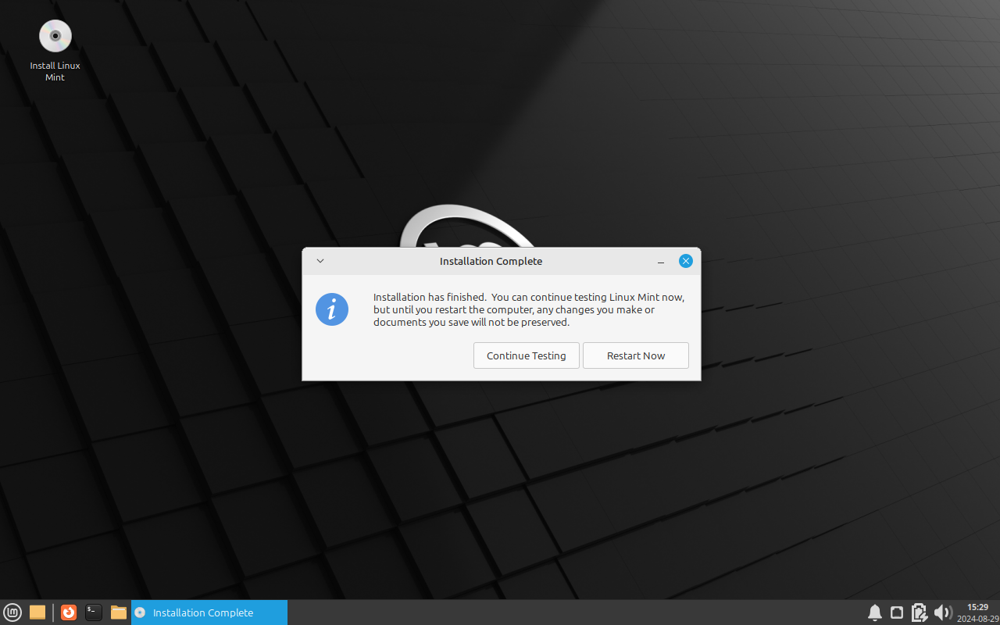 Install Linux
Mint
Installation Complete
Installation has finished.  You can continue testing Linux Mint now,
but until you restart the computer, any changes you make or
documents you save will not be preserved.
Continue Testing
Restart Now
$-
Installation Complete
15:29
2024-08-29